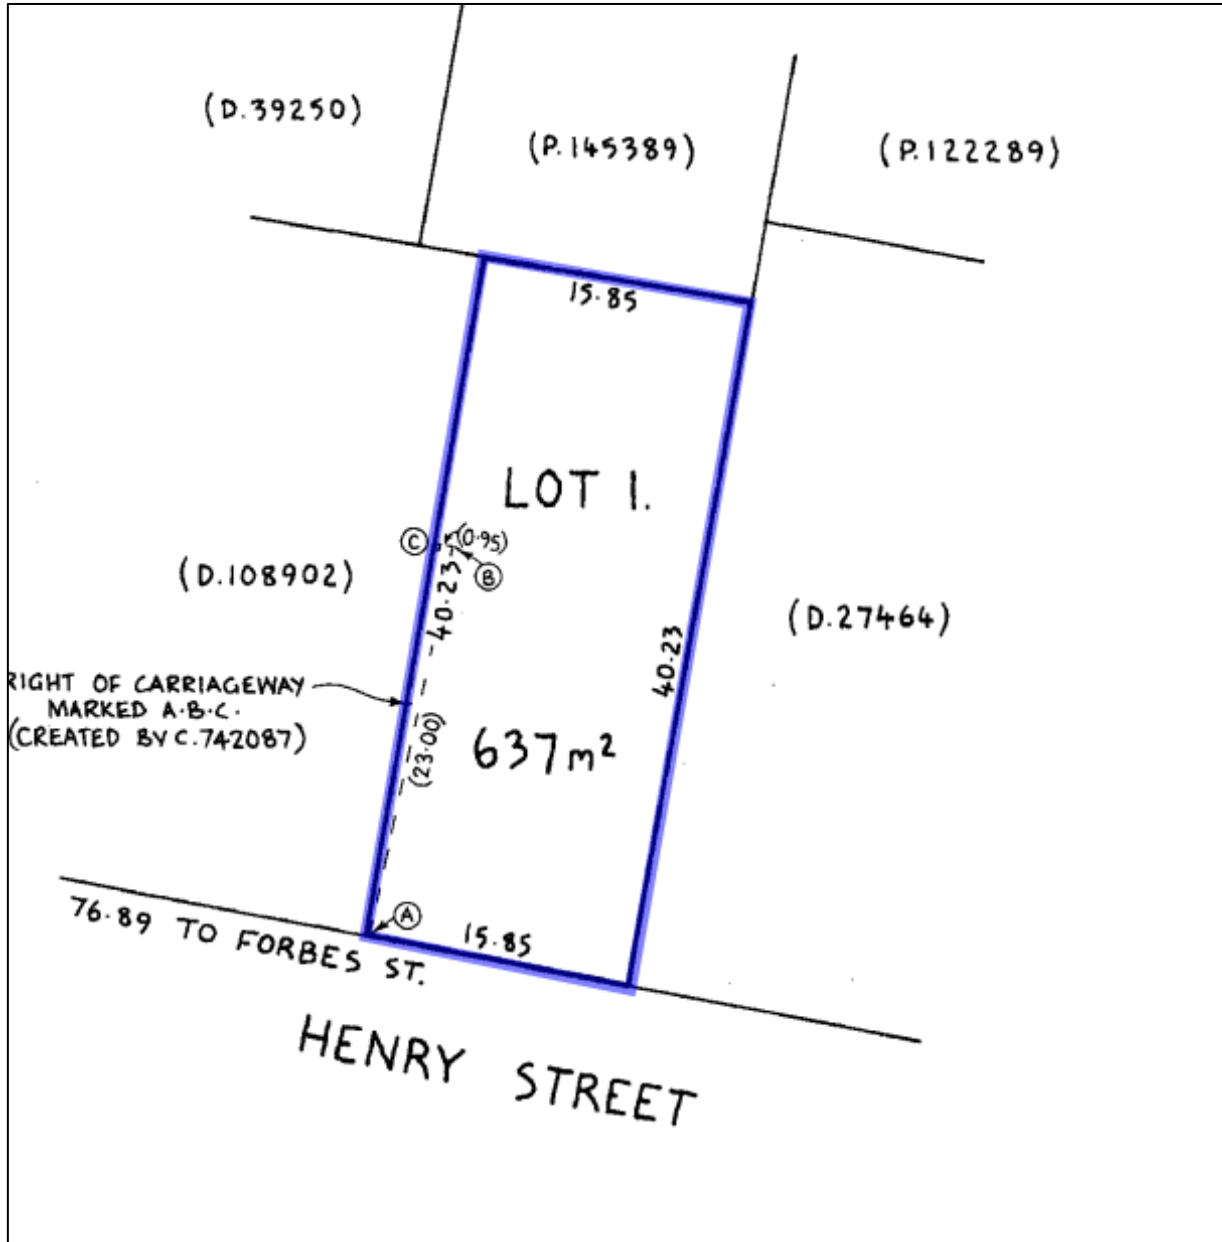 (D.39250)
(P.145389)
(P.122289)
15.85
LOT 1.
(0.95)
C
B
(D.108902)
40.23
40.23
(D.27464)
RIGHT OF CARRIAGEWAY
MARKED A.B.C.
(CREATED BY C.742087)
(23.00)
637m²
A
15.85
76.89 TO FORBES ST.
HENRY STREET